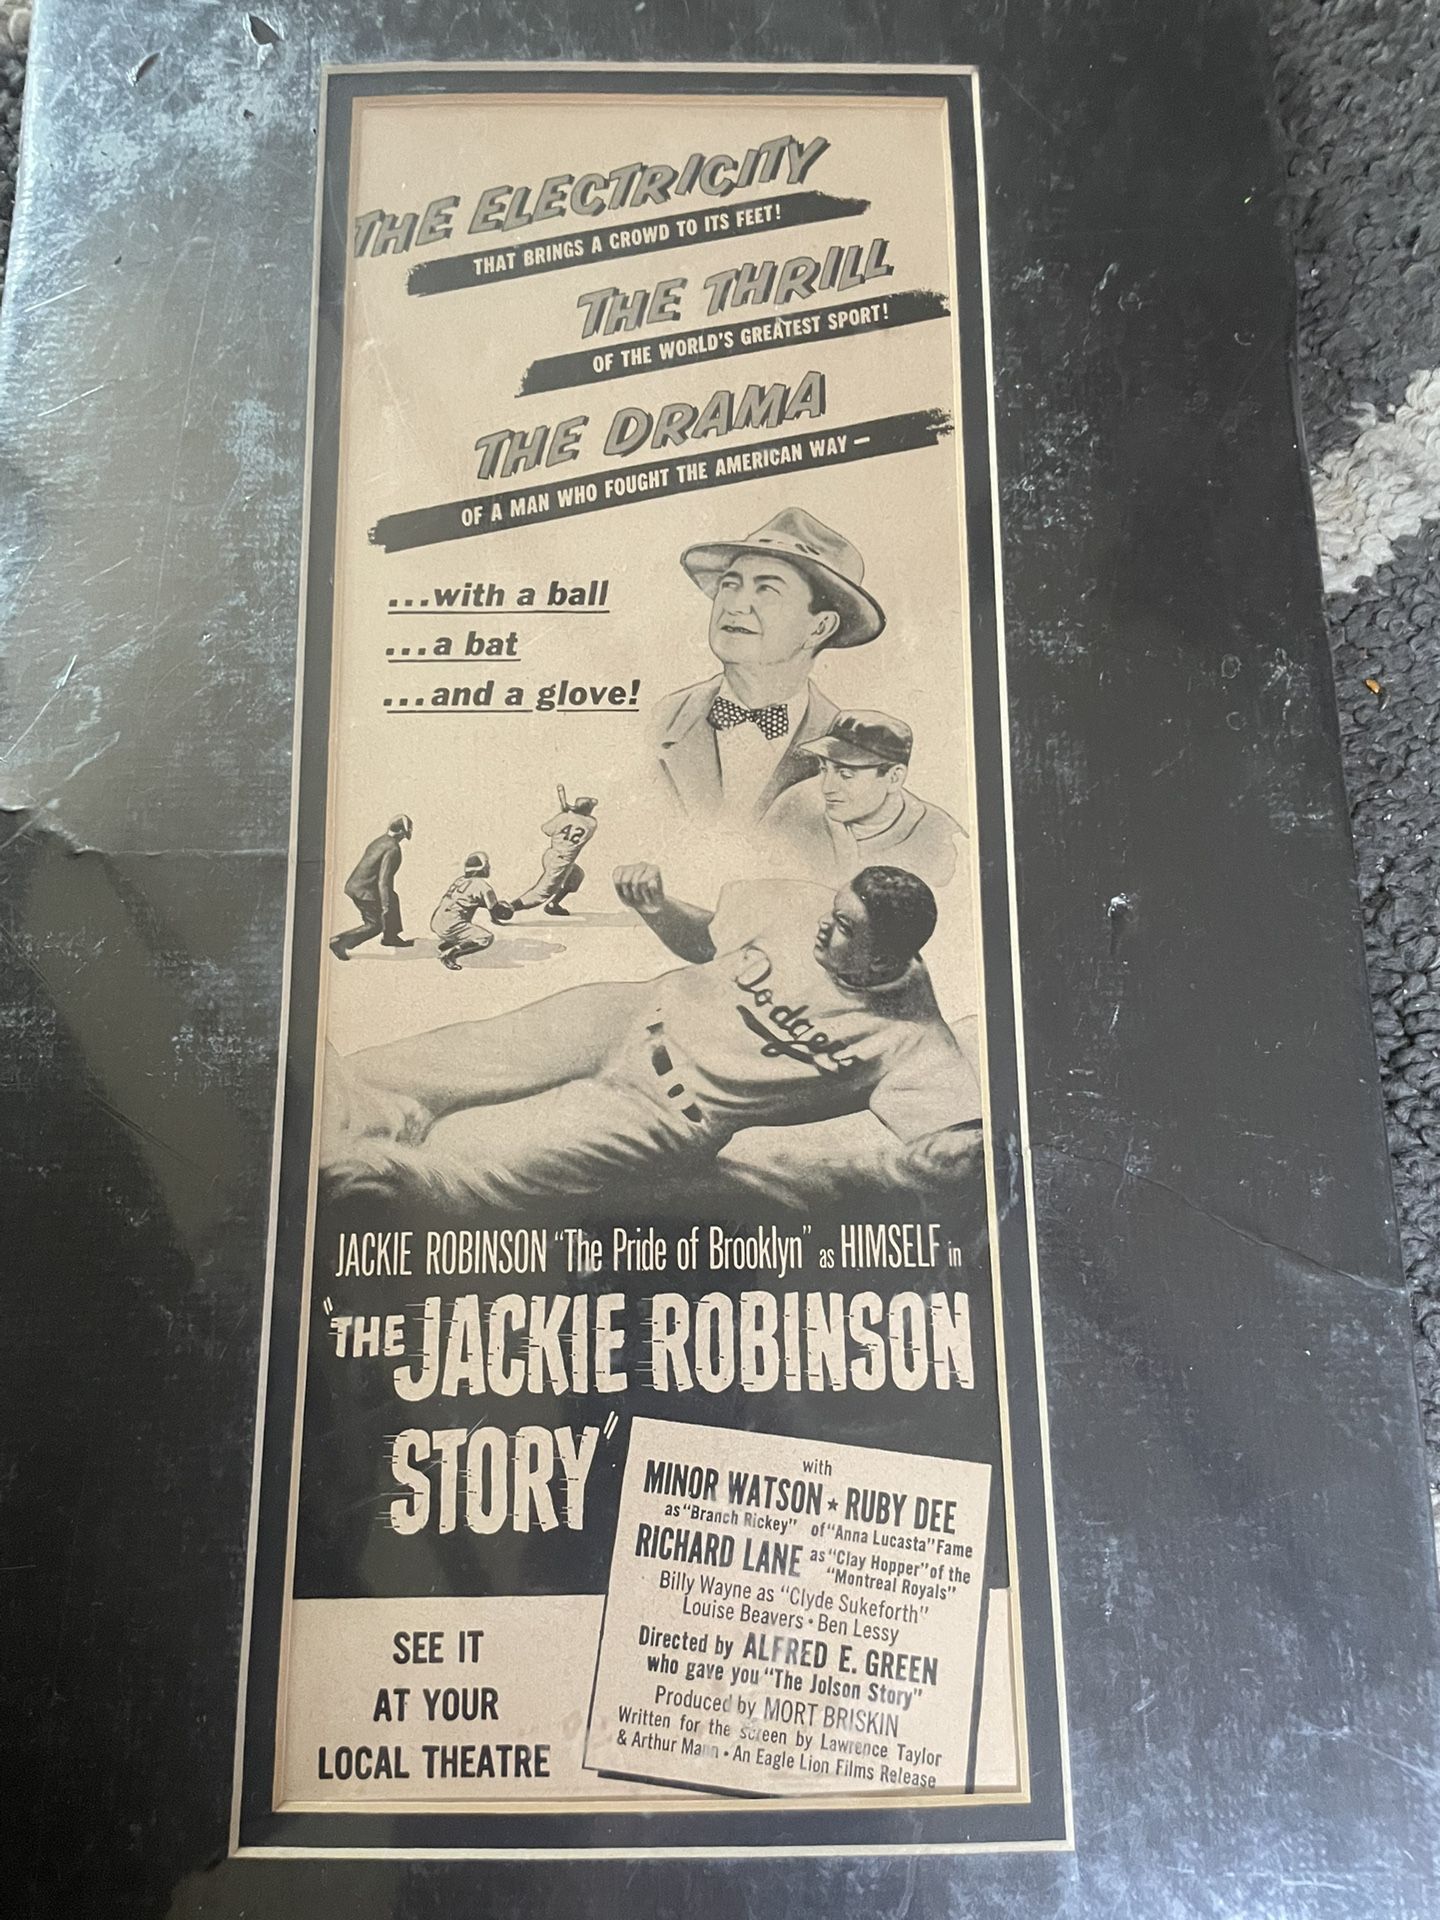 THE ELECTRICITY
THAT BRINGS A CROWD TO ITS FEET!
THE THRILL
OF THE WORLD'S GREATEST SPORT!
THE DRAMA
OF A MAN WHO FOUGHT THE AMERICAN WAY —
...with a ball
...a bat
...and a glove!
42
Dodgers
JACKIE ROBINSON "The Pride of Brooklyn" as HIMSELF in
"THE JACKIE ROBINSON
STORY"
with
MINOR WATSON ★ RUBY DEE
as "Branch Rickey" of "Anna Lucasta" Fame
RICHARD LANE as "Clay Hopper" of the
"Montreal Royals"
Billy Wayne as "Clyde Sukeforth"
Louise Beavers • Ben Lessy
Directed by ALFRED E. GREEN
who gave you "The Jolson Story"
Produced by MORT BRISKIN
Written for the screen by Lawrence Taylor
& Arthur Mann • An Eagle Lion Films Release
SEE IT
AT YOUR
LOCAL THEATRE